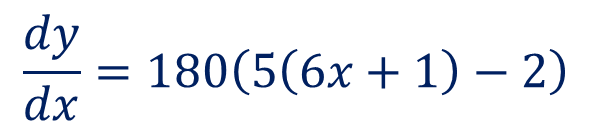 dy/dx = 180(5(6x + 1) − 2)